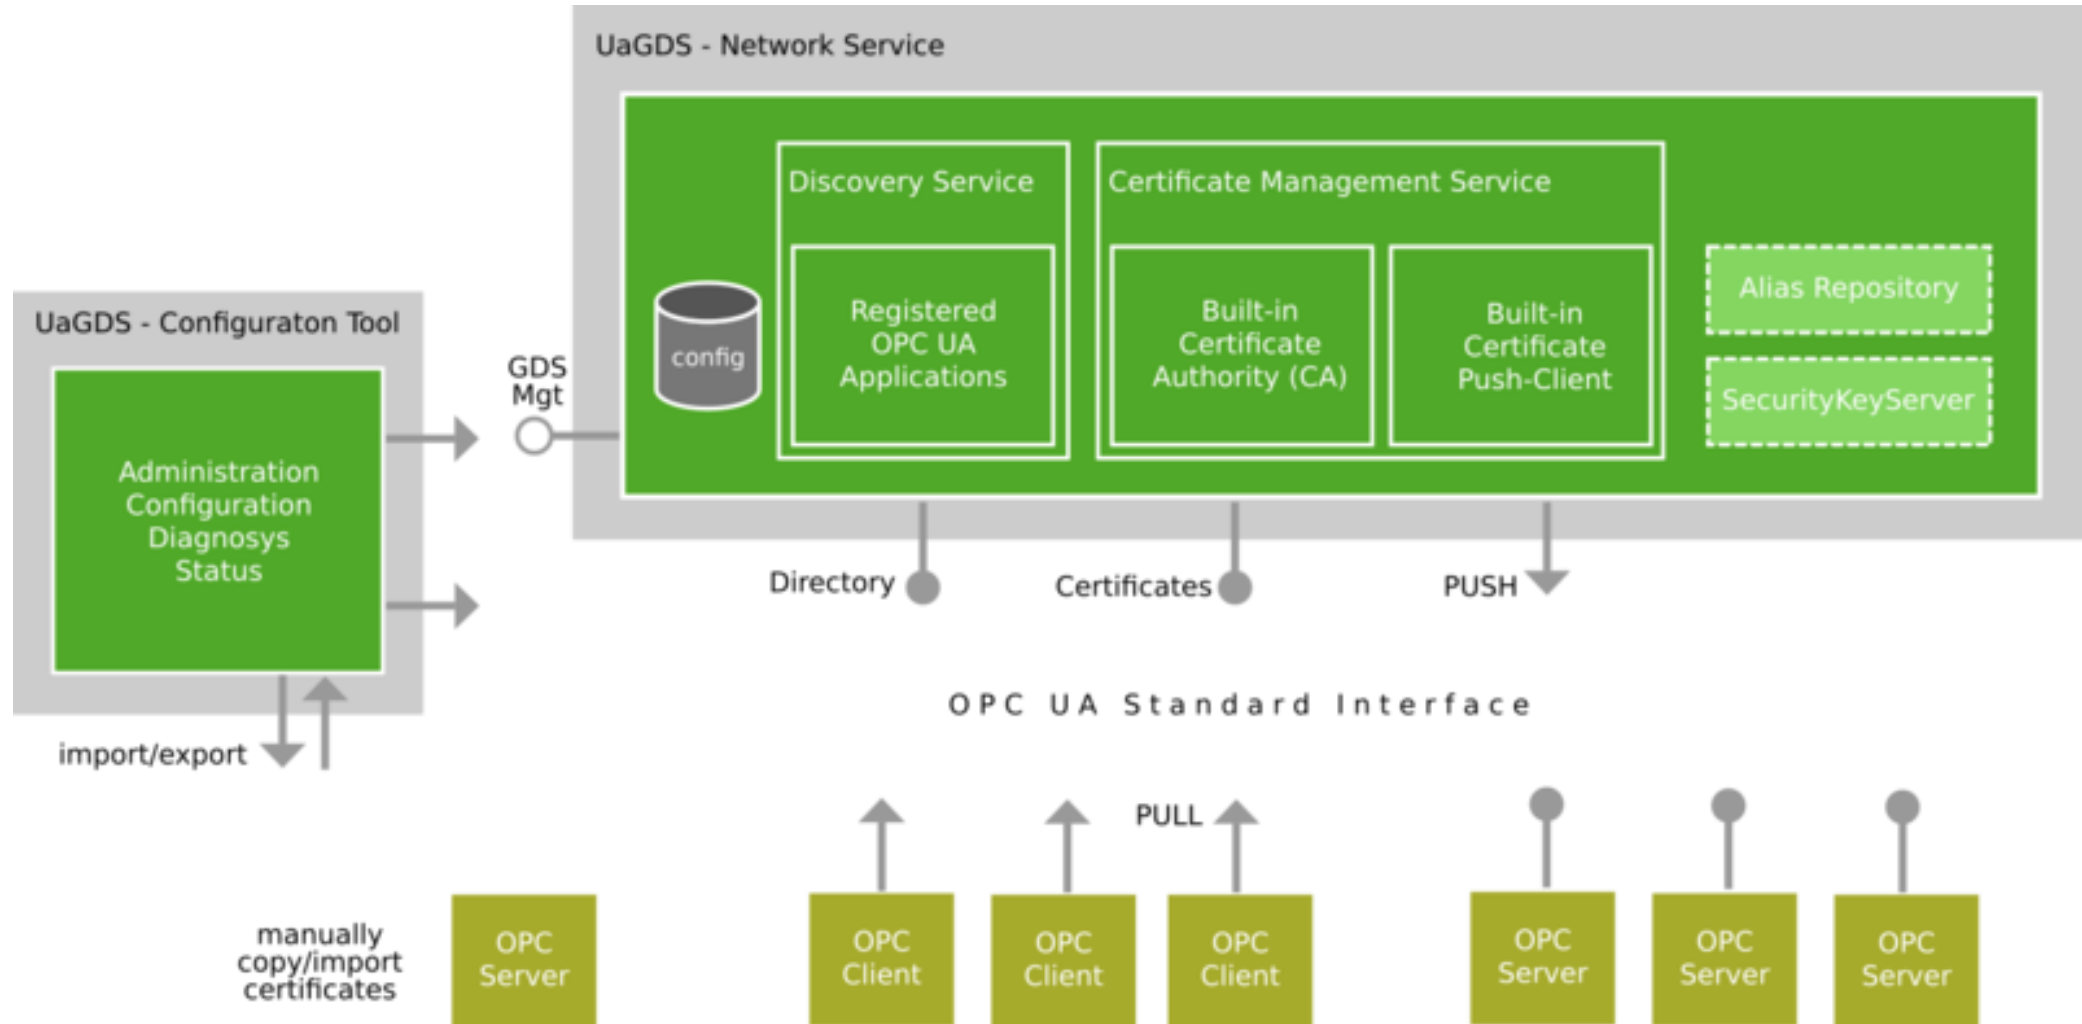 UaGDS - Network Service
Discovery Service
Certificate Management Service
Registered
OPC UA
Applications
Built-in
Certificate
Authority (CA)
Built-in
Certificate
Push-Client
Alias Repository
SecurityKeyServer
config
GDS
Mgt
UaGDS - Configuraton Tool
Administration
Configuration
Diagnosys
Status
Directory
Certificates
PUSH
OPC UA Standard Interface
import/export
PULL
manually
copy/import
certificates
OPC
Server
OPC
Client
OPC
Client
OPC
Client
OPC
Server
OPC
Server
OPC
Server